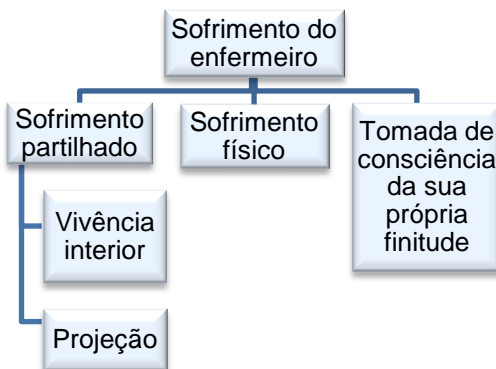 Sofrimento do
enfermeiro
Sofrimento
partilhado
Vivência
interior
Projeção
Sofrimento
físico
Tomada de
consciência
da sua
própria
finitude